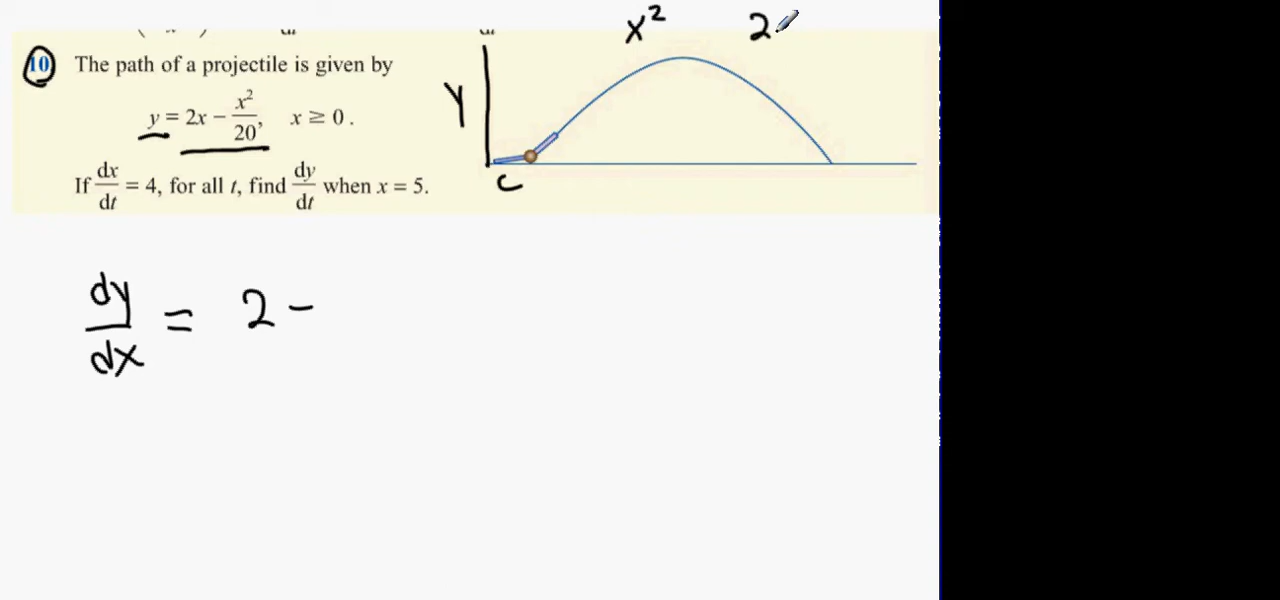 x² 2
10 The path of a projectile is given by
y = 2x − x²/20, x ≥ 0.
If dx/dt = 4, for all t, find dy/dt when x = 5.
y
c
dy/dx = 2 −